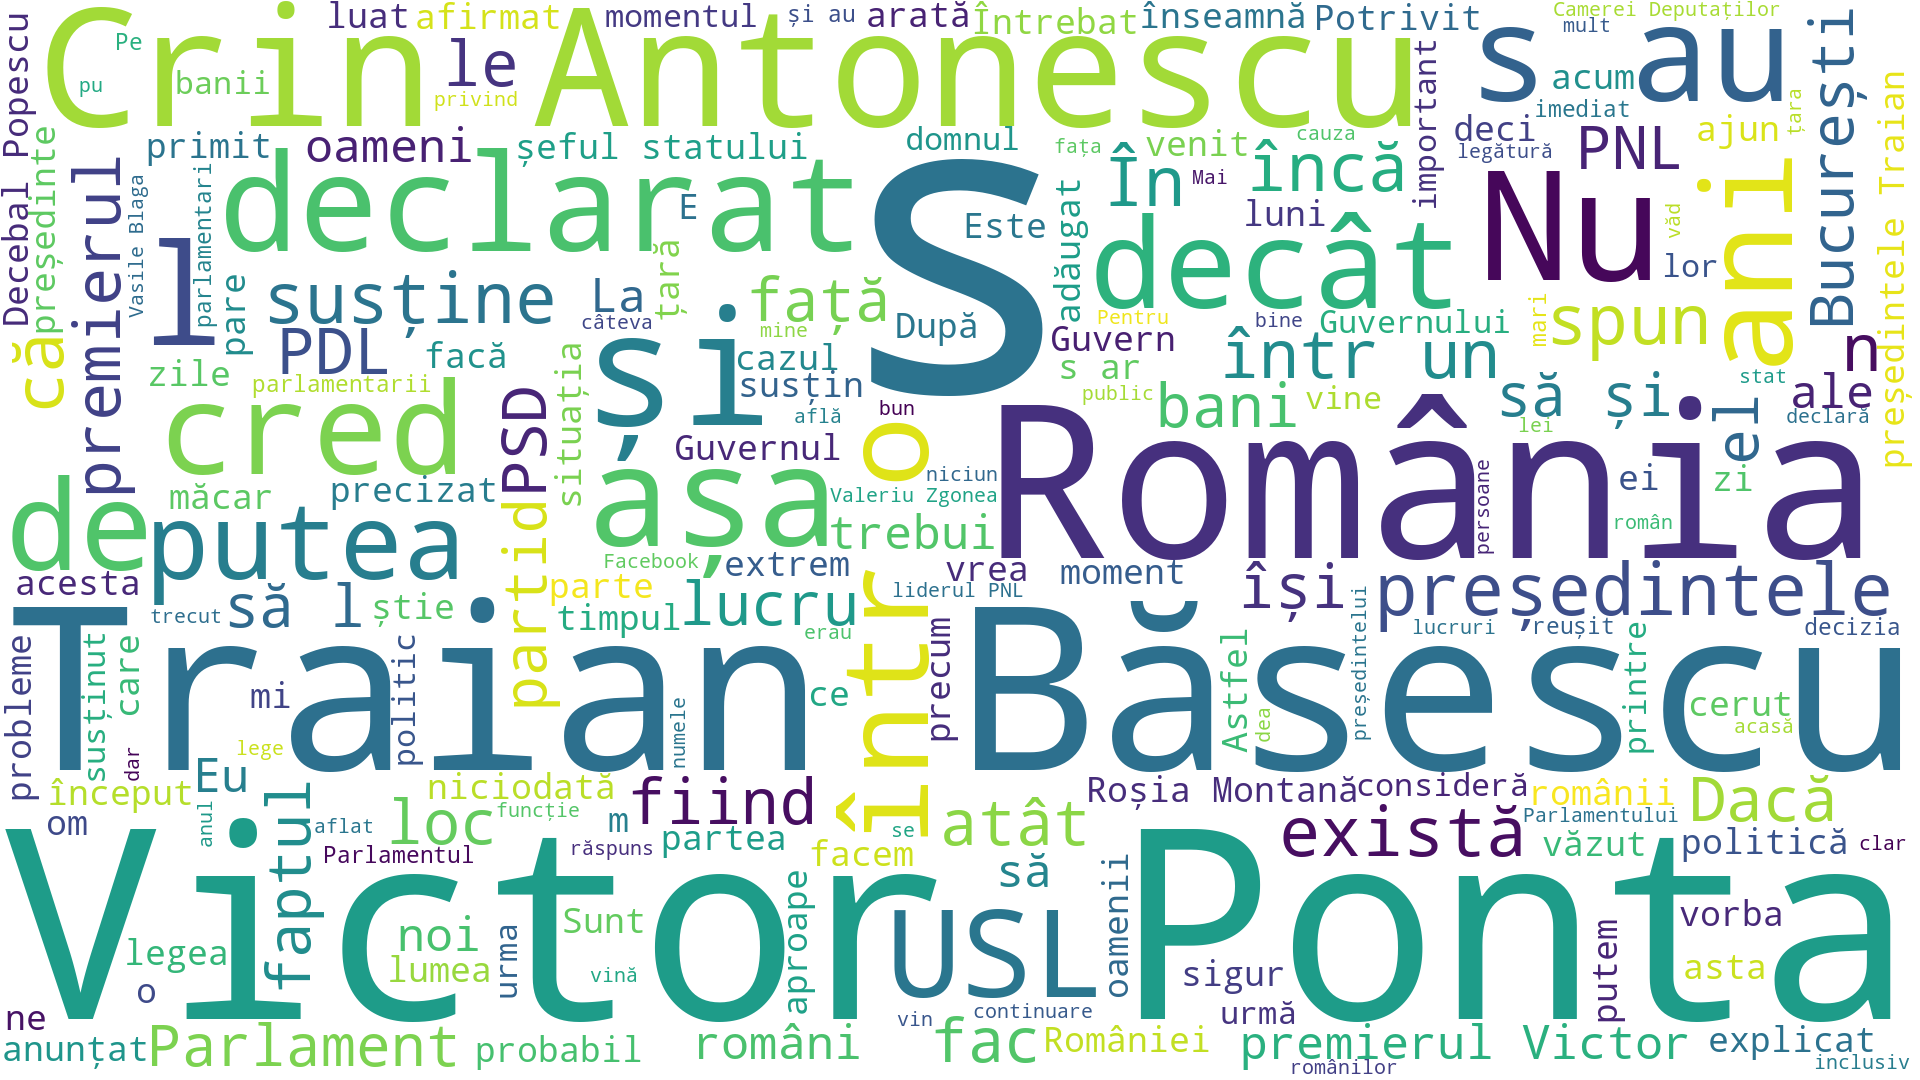 luat afirmat momentul și au arată Întrebat înseamnă Potrivit Camerei Deputaților
mult
Pe
Crin Antonescu
le
s au
banii
pu
privind
important
acum
imediat
București
președintele Traian
țara
Decebal Popescu
președinte
primit
oameni
șeful statului
domnul
fața
venit
cauza
deci
legătură
PNL
ajun
premierul
Vasile Blaga
parlamentari
declarat
E
S
Este
În
Mai
încă
luni
Nu
văd
ani
lor
adăugat
decât
că
l
pare
susține
La
țară
față
După
câteva
mine
și
Pentru
bine
Guvernului
mari
spun
n
PDL
facă
cazul
Guvern
într un
zile
parlamentarii
susțin
s ar
public
bani
vine
să și
stat
ale
declară
el
lei
cred
PSD
situația
află
bun
o
România
Guvernul
așa
niciun
Valeriu Zgonea
persoane
ei
zi
român
de
măcar
precizat
putea
partid
trebui
Facebook
extrem
vrea
moment
își
președintele
acesta
parte
liderul PNL
trecut
să l
știe
timpul
lucru
erau
într
precum
Astfel
președintelui
lucruri
reușit
printre
decizia
Traian Băsescu
probleme
susținut
care
mi
politic
numele
ce
dea
cerut
acasă
dar
lege
Eu
început
niciodată
fiind
Roșia Montană
consideră
românii
Dacă
om
anul
faptul
aflat
loc
funcție
m
partea
se
atât
există
Parlamentului
văzut
politică
clar
Parlamentul
răspuns
facem
să
oamenii
Victor Ponta
legea
o
noi
lumea
urma
Sunt
vină
aproape
USL
sigur
urmă
putem
vorba
asta
ne
anunțat
Parlament
probabil
români
vin
continuare
fac
României
premierul Victor
românilor
explicat
inclusiv